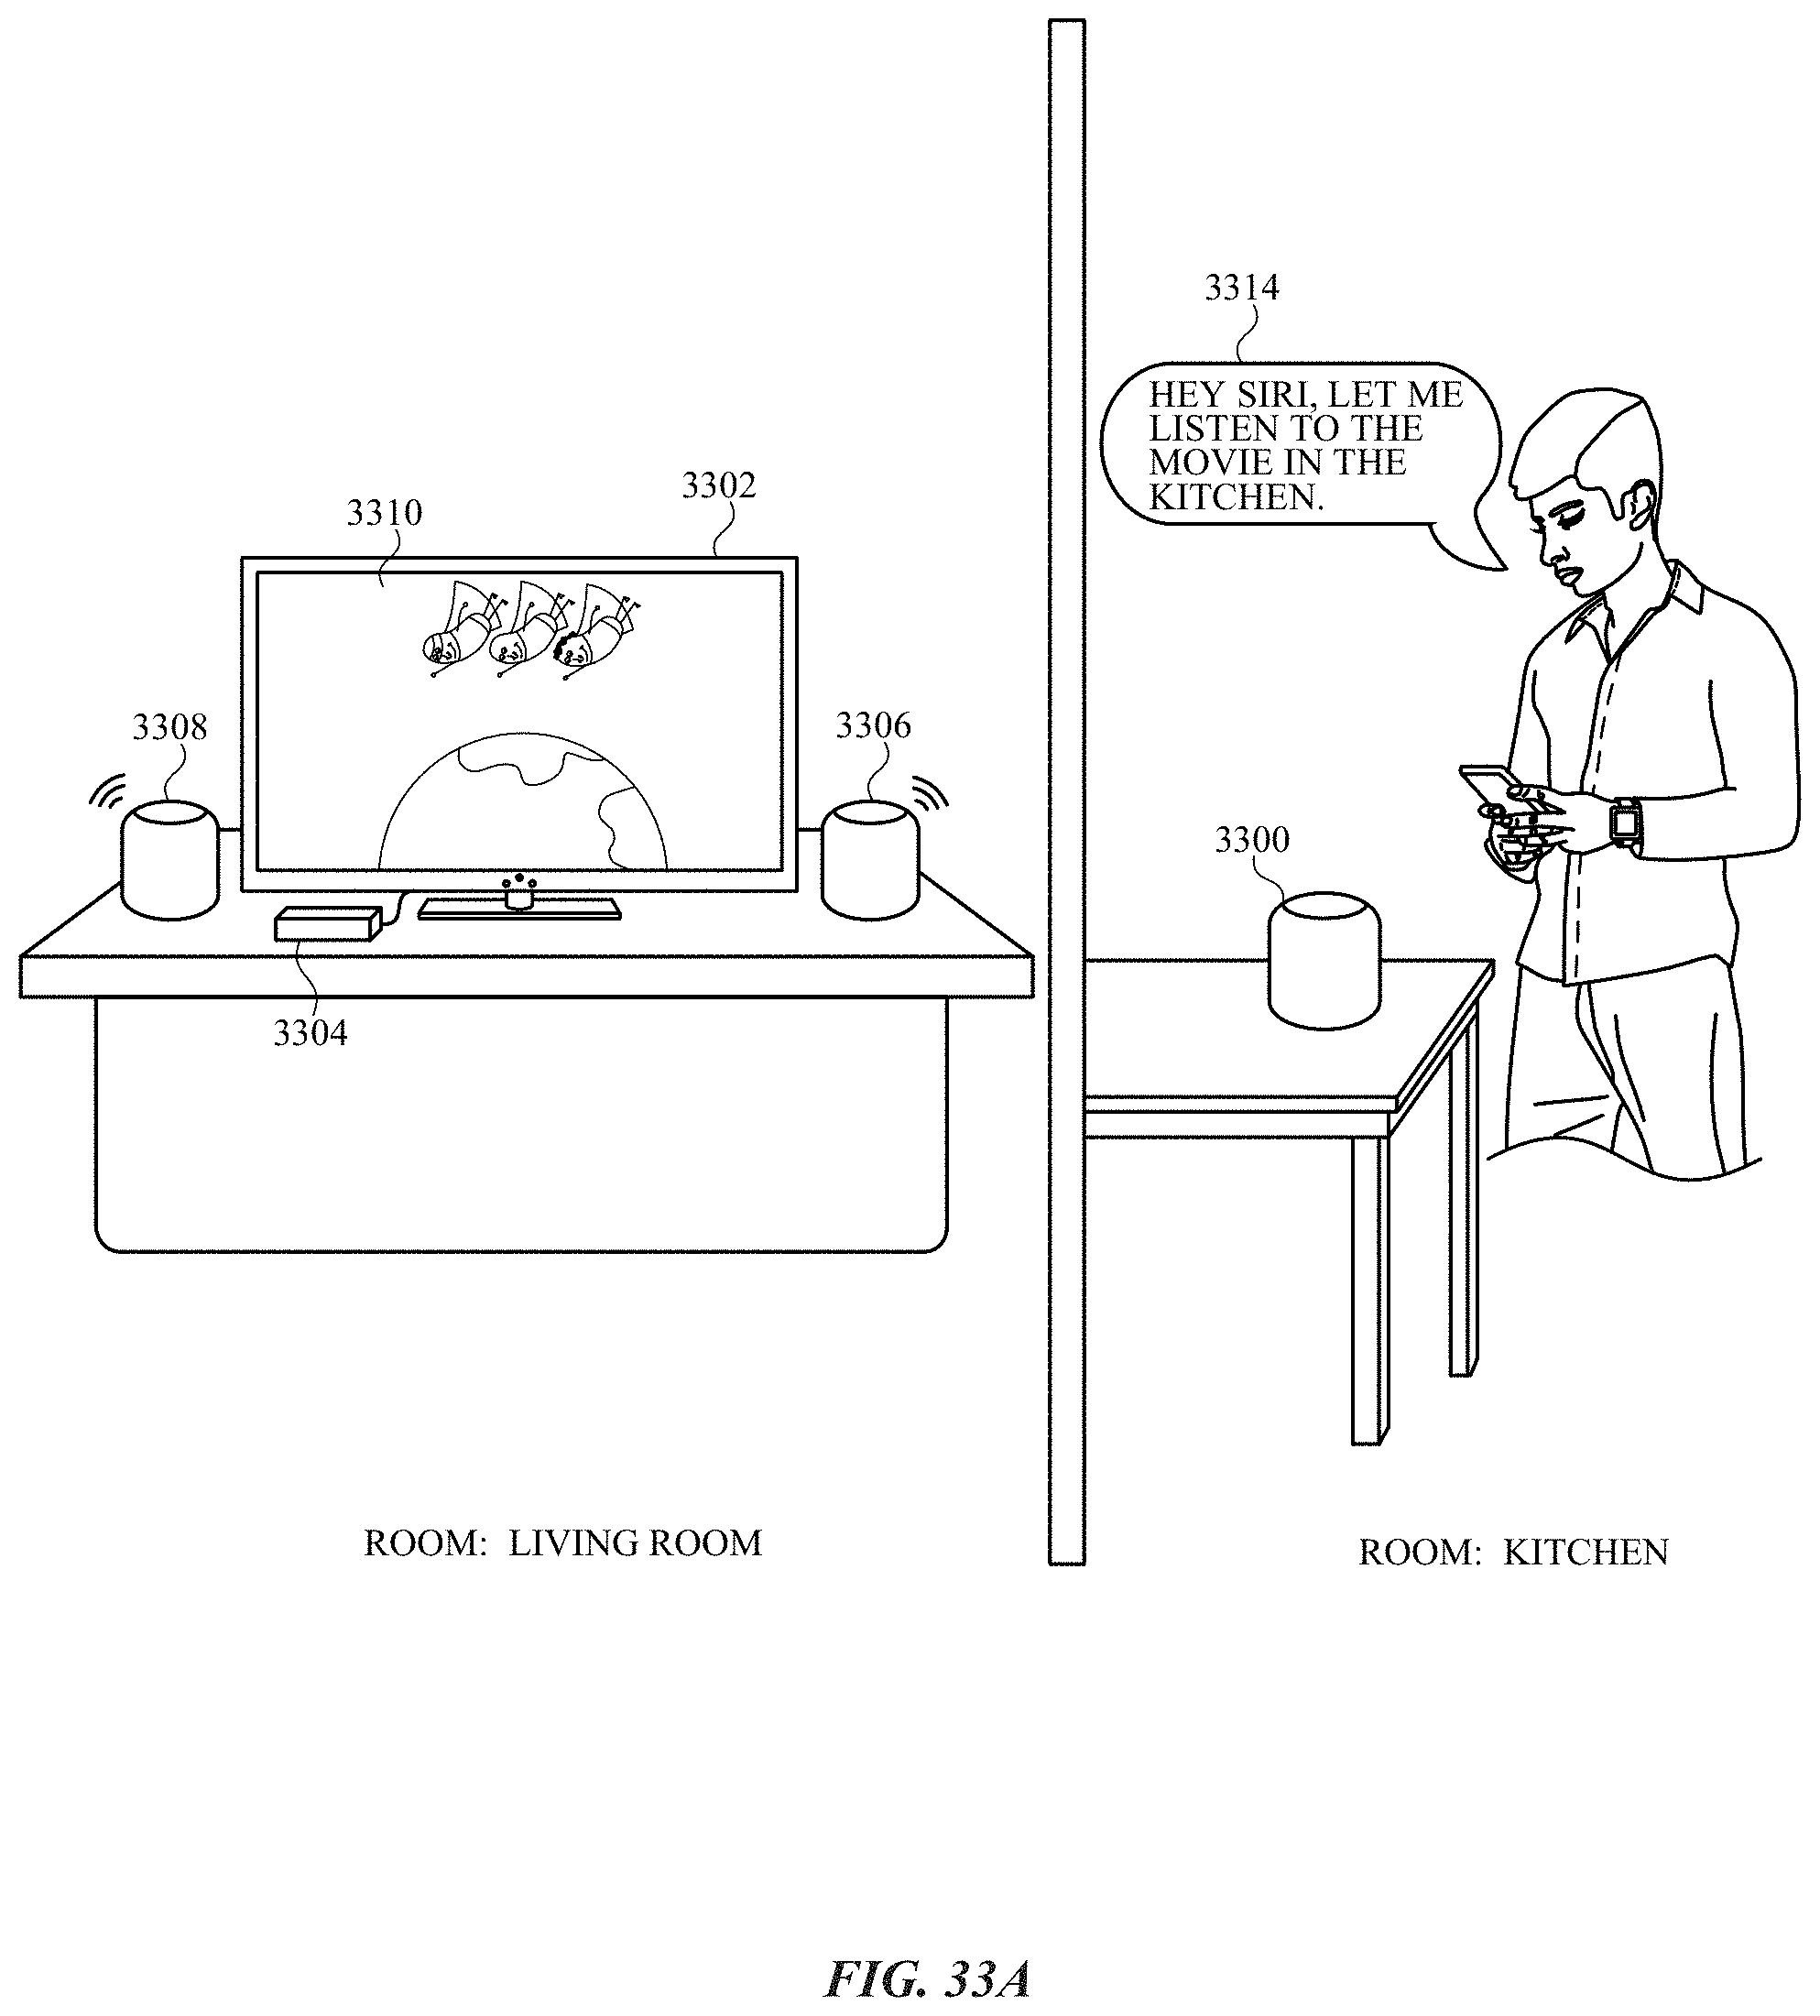 3314
HEY SIRI, LET ME
LISTEN TO THE
MOVIE IN THE
KITCHEN.
3302
3310
3308
3306
3300
3304
ROOM: LIVING ROOM
ROOM: KITCHEN
FIG. 33A